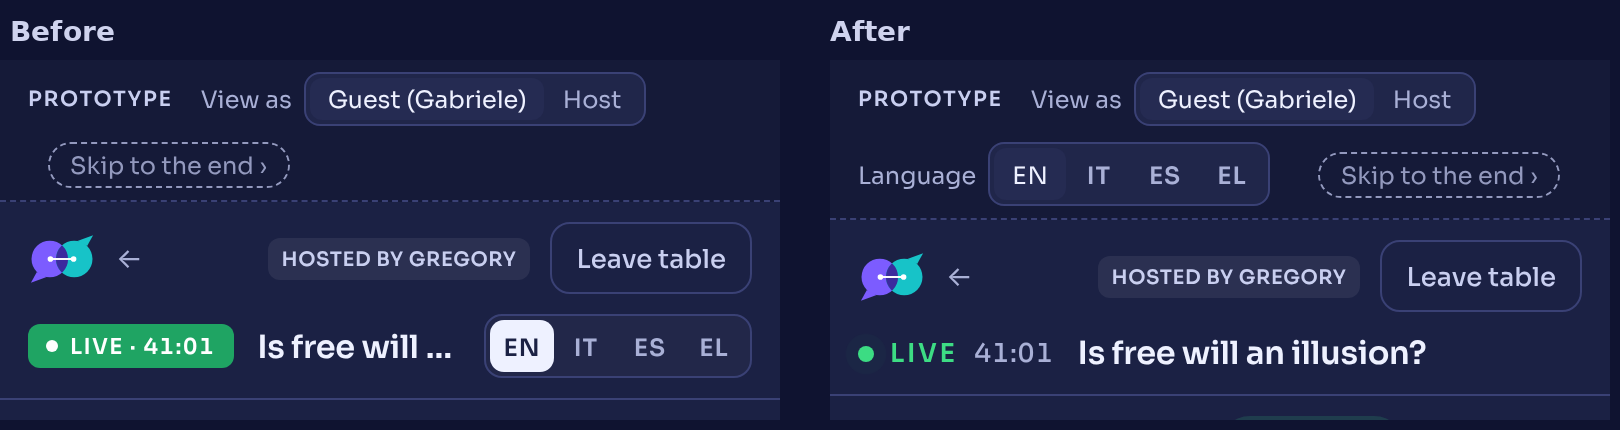 Before
PROTOTYPE View as Guest (Gabriele) Host
Skip to the end ›
← HOSTED BY GREGORY Leave table
LIVE · 41:01 Is free will ... EN IT ES EL
After
PROTOTYPE View as Guest (Gabriele) Host
Language EN IT ES EL Skip to the end ›
← HOSTED BY GREGORY Leave table
LIVE 41:01 Is free will an illusion?